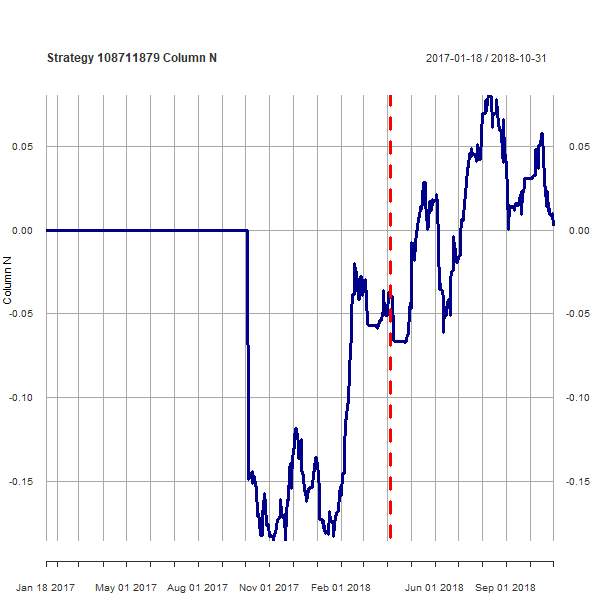 Strategy 108711879 Column N 2017-01-18 / 2018-10-31
0.05 0.05
0.00 0.00
Column N
-0.05 -0.05
-0.10 -0.10
-0.15 -0.15
Jan 18 2017 May 01 2017 Aug 01 2017 Nov 01 2017 Feb 01 2018 Jun 01 2018 Sep 01 2018